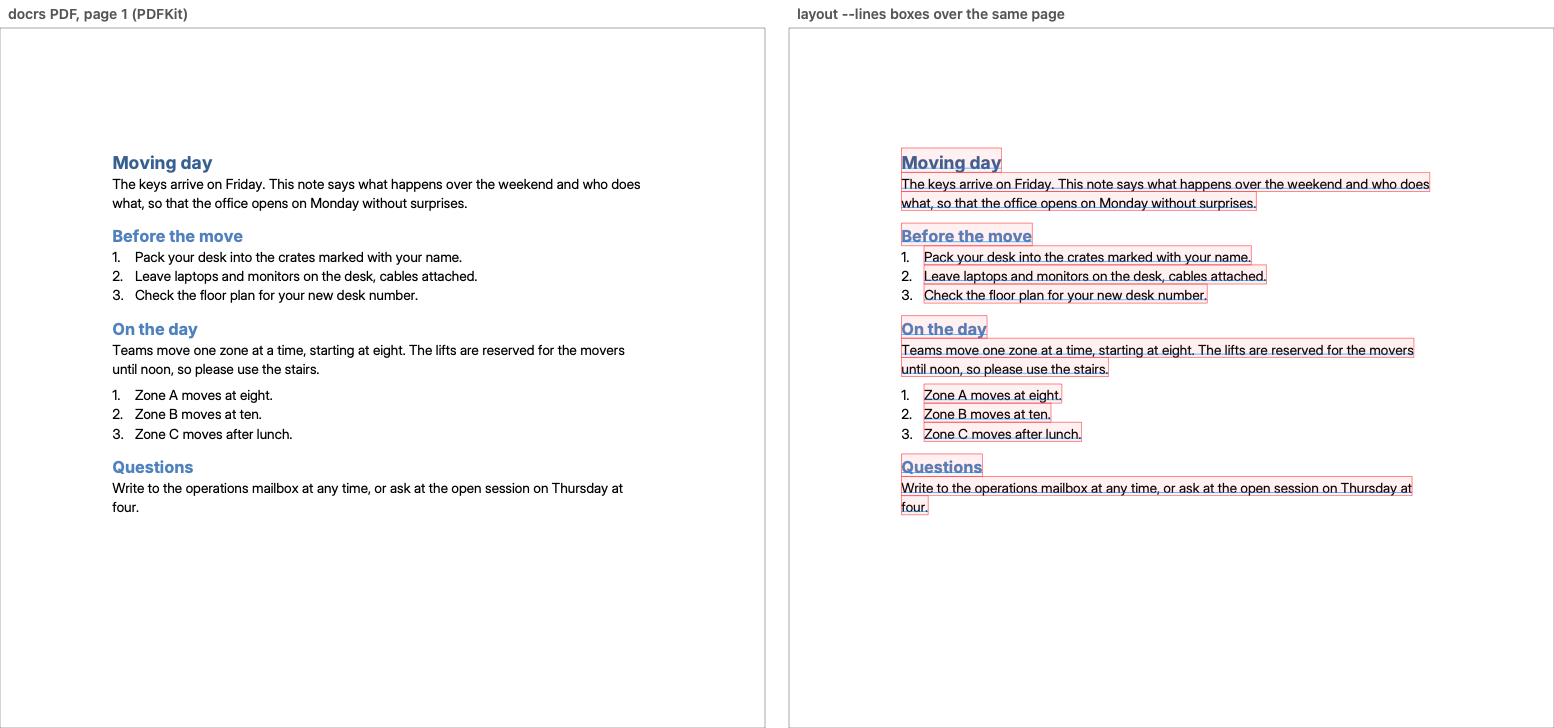 docrs PDF, page 1 (PDFKit)
Moving day
The keys arrive on Friday. This note says what happens over the weekend and who does
what, so that the office opens on Monday without surprises.
Before the move
1. Pack your desk into the crates marked with your name.
2. Leave laptops and monitors on the desk, cables attached.
3. Check the floor plan for your new desk number.
On the day
Teams move one zone at a time, starting at eight. The lifts are reserved for the movers
until noon, so please use the stairs.
1. Zone A moves at eight.
2. Zone B moves at ten.
3. Zone C moves after lunch.
Questions
Write to the operations mailbox at any time, or ask at the open session on Thursday at
four.
layout --lines boxes over the same page
Moving day
The keys arrive on Friday. This note says what happens over the weekend and who does
what, so that the office opens on Monday without surprises.
Before the move
1. Pack your desk into the crates marked with your name.
2. Leave laptops and monitors on the desk, cables attached.
3. Check the floor plan for your new desk number.
On the day
Teams move one zone at a time, starting at eight. The lifts are reserved for the movers
until noon, so please use the stairs.
1. Zone A moves at eight.
2. Zone B moves at ten.
3. Zone C moves after lunch.
Questions
Write to the operations mailbox at any time, or ask at the open session on Thursday at
four.